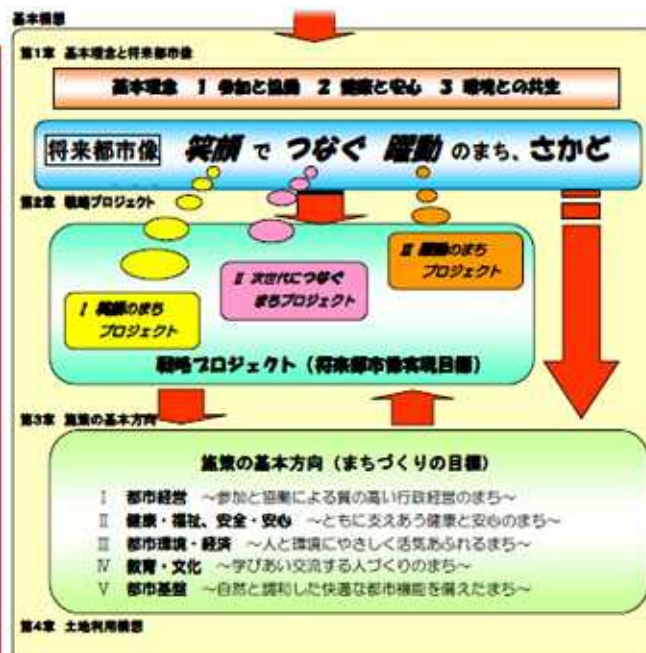 基本構想
第1章 基本理念と将来都市像
基本理念 1 参加と協働 2 健康と安心 3 環境との共生
将来都市像 笑顔で つなぐ 躍動のまち、さかど
第2章 戦略プロジェクト
Ⅲ 躍動のまち
プロジェクト
Ⅱ 次世代につなぐ
まちプロジェクト
Ⅰ 笑顔のまち
プロジェクト
戦略プロジェクト(将来都市像実現目標)
第3章 施策の基本方向
施策の基本方向(まちづくりの目標)
Ⅰ 都市経営 ~参加と協働による質の高い行政経営のまち~
Ⅱ 健康・福祉、安全・安心 ~ともに支えあう健康と安心のまち~
Ⅲ 都市環境・経済 ~人と環境にやさしく活気あふれるまち~
Ⅳ 教育・文化 ~学びあい交流する人づくりのまち~
Ⅴ 都市基盤 ~自然と調和した快適な都市機能を備えたまち~
第4章 土地利用構想